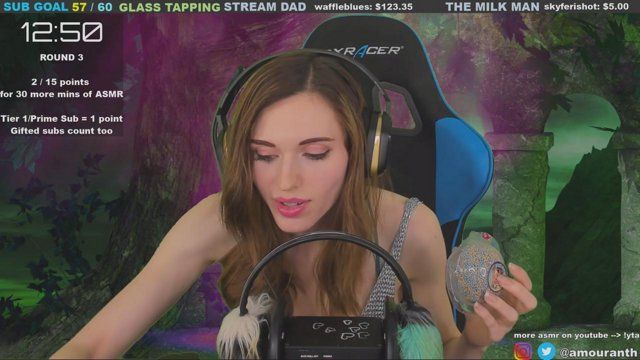 SUB GOAL 57 / 60 GLASS TAPPING STREAM DAD waffleblues: $123.35 THE MILK MAN skyferishot: $5.00
12:50
ROUND 3
2 / 15 points
for 30 more mins of ASMR
Tier 1/Prime Sub = 1 point
Gifted subs count too
XRACER
more asmr on youtube --> !yta
@amouranth